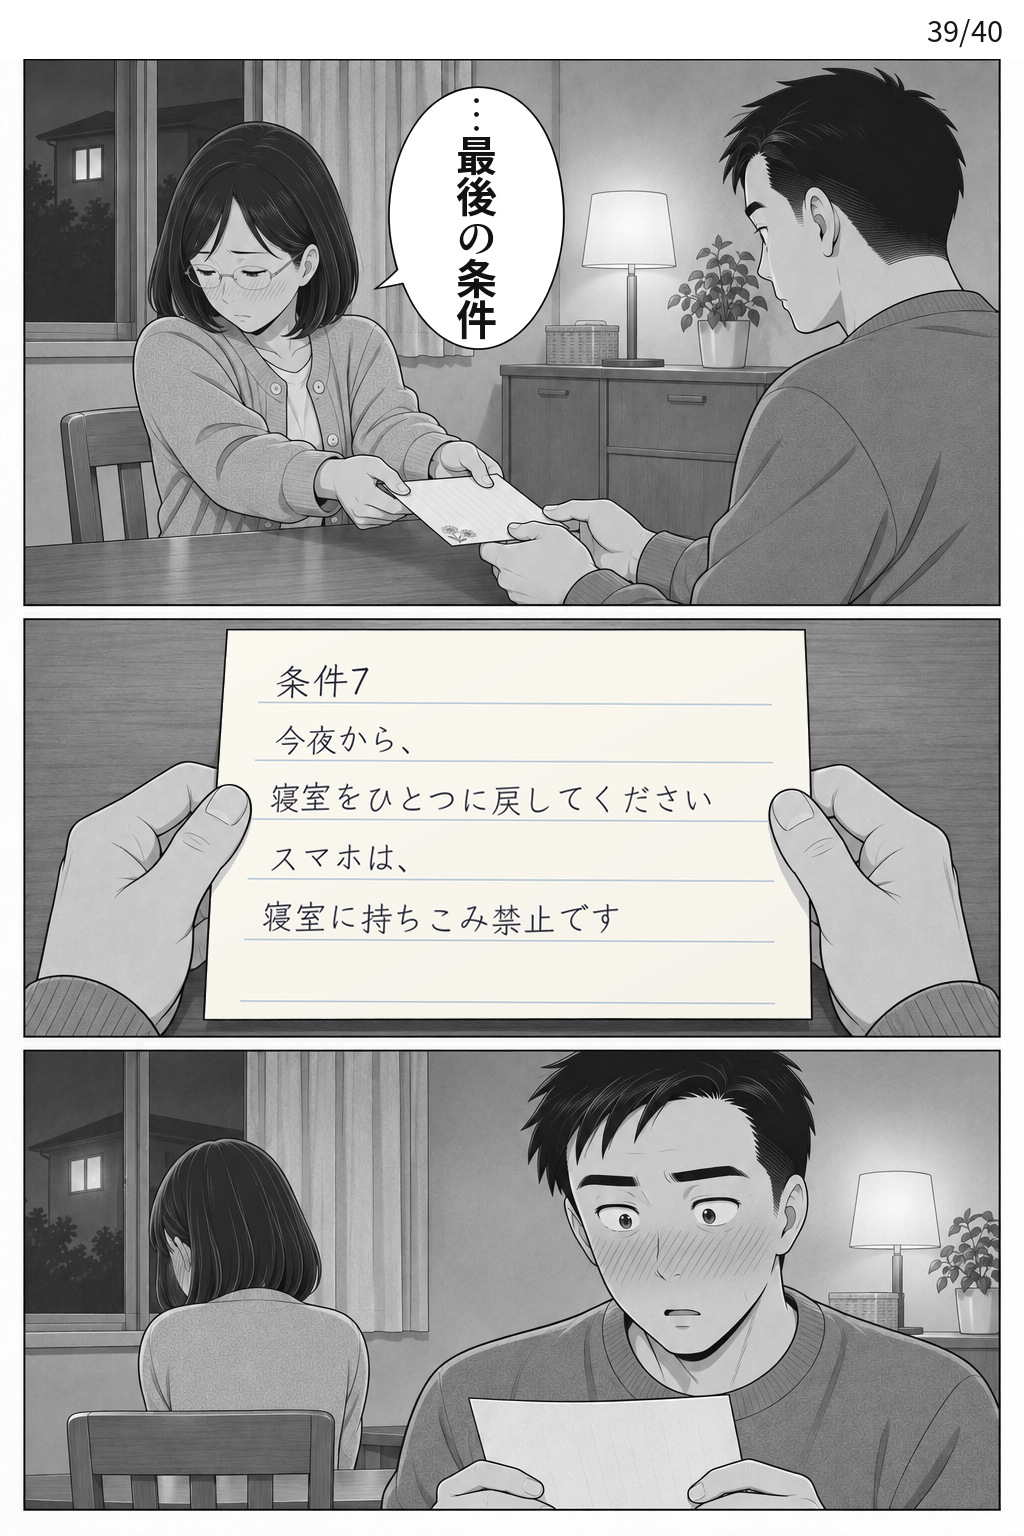 39/40
…最後の条件
条件7
今夜から、
寝室をひとつに戻してください
スマホは、
寝室に持ちこみ禁止です